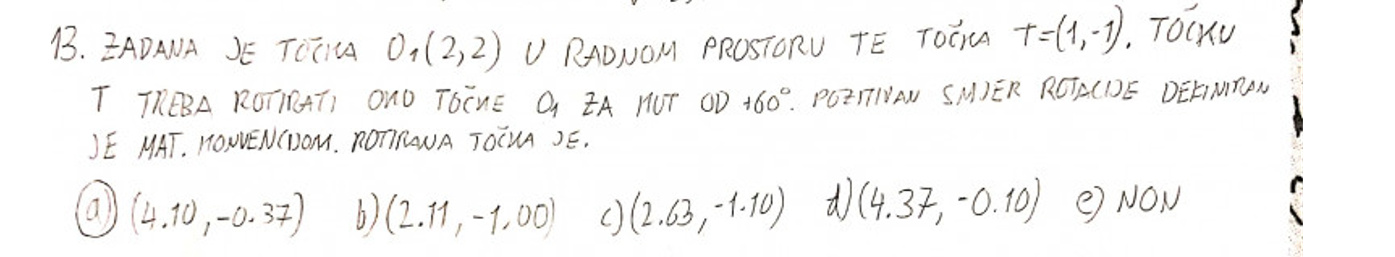 13. ZADANA JE TOČKA O₁(2,2) U RADNOM PROSTORU TE TOČKA T=(1,-1). TOČKU
T TREBA ROTIRATI OKO TOČKE O₁ ZA KUT OD +60°. POZITIVAN SMJER ROTACIJE DEFINIRAN
JE MAT. KONVENCIJOM. ROTIRANA TOČKA JE.
a) (4.10,-0.37) b) (2.11,-1.00) c) (2.63,-1.10) d) (4.37,-0.10) e) NON